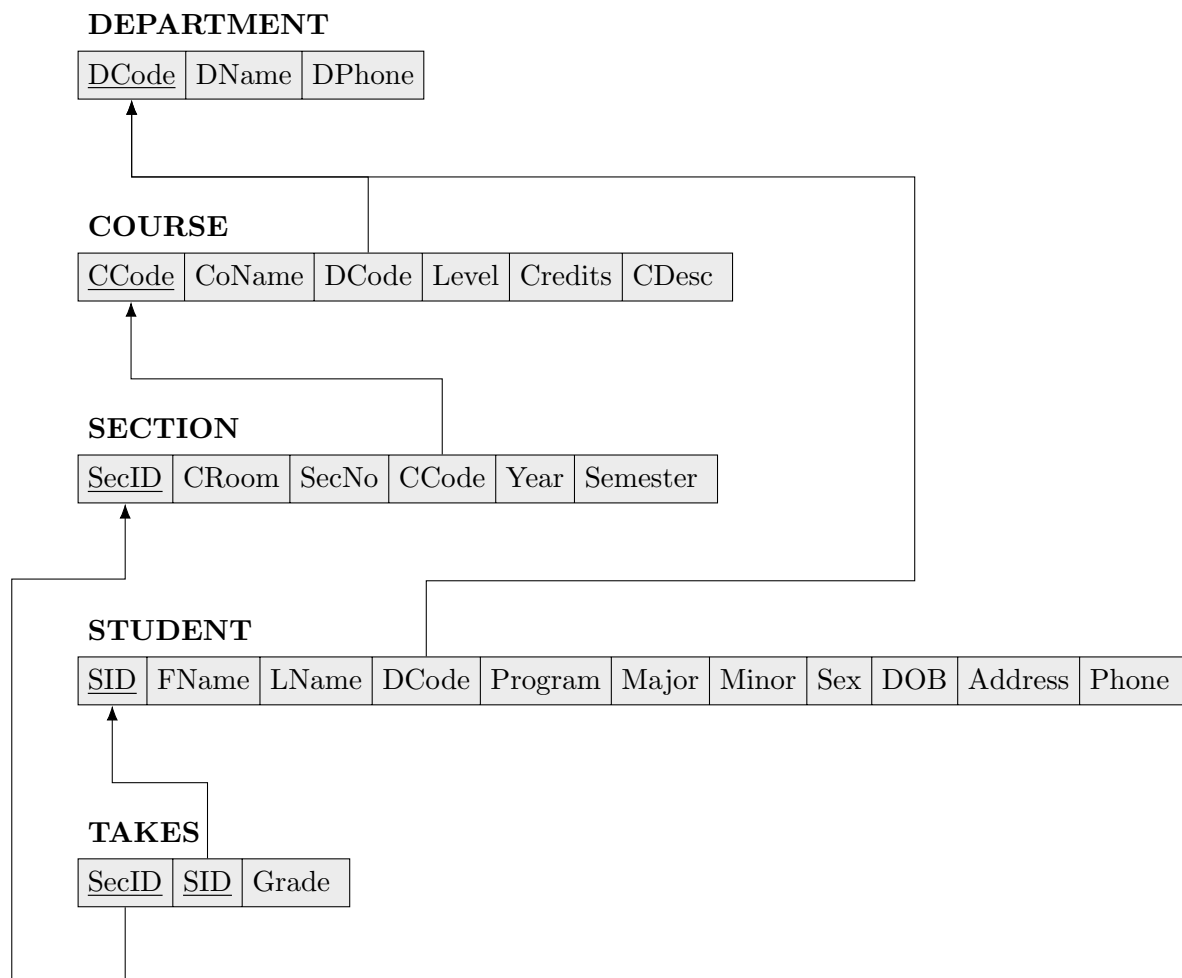 DEPARTMENT
DCode DName DPhone
COURSE
CCode CoName DCode Level Credits CDesc
SECTION
SecID CRoom SecNo CCode Year Semester
STUDENT
SID FName LName DCode Program Major Minor Sex DOB Address Phone
TAKES
SecID SID Grade